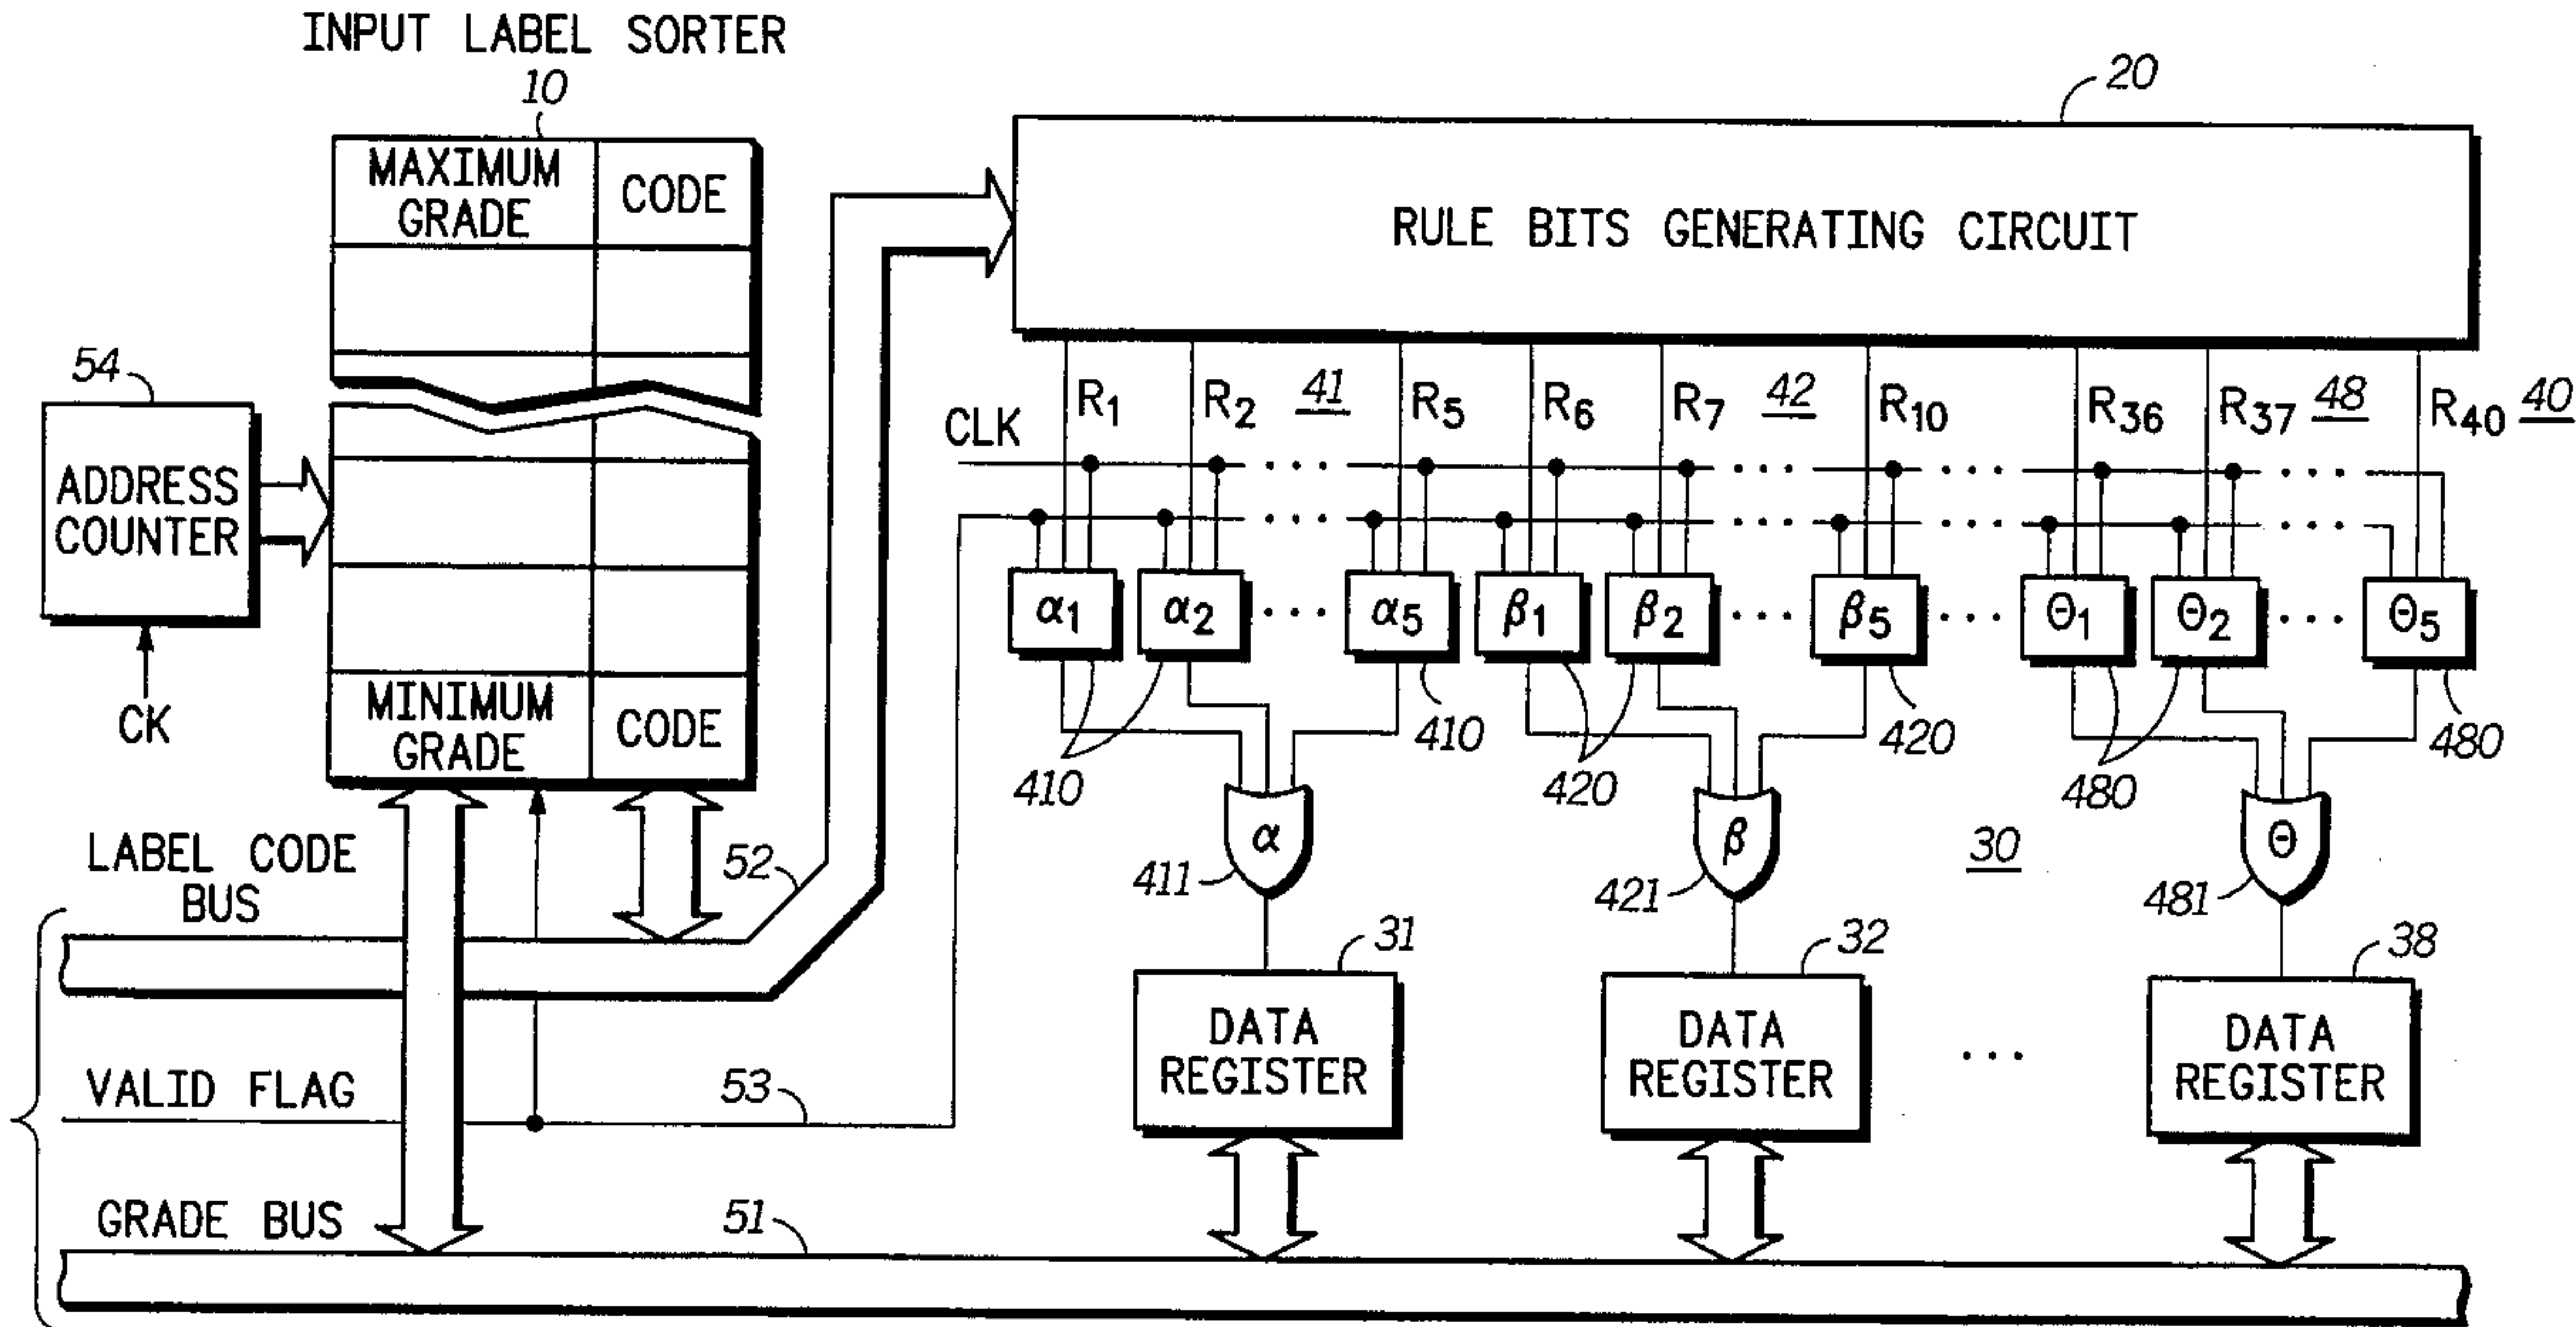 INPUT LABEL SORTER
10
20
MAXIMUM GRADE
CODE
RULE BITS GENERATING CIRCUIT
54
ADDRESS COUNTER
CK
MINIMUM GRADE
CODE
CLK
R1
R2
41
R5
R6
R7
42
R10
R36
R37
48
R40
40
α1
α2
...
α5
β1
β2
...
β5
...
Θ1
Θ2
...
Θ5
410
410
420
420
480
480
α
β
Θ
411
421
30
481
LABEL CODE BUS
52
31
32
38
DATA REGISTER
DATA REGISTER
...
DATA REGISTER
VALID FLAG
53
GRADE BUS
51